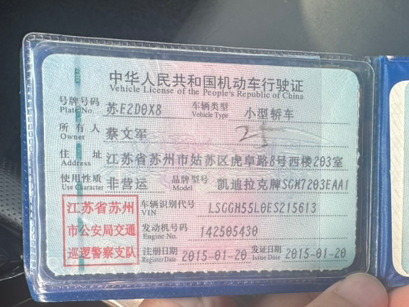 中华人民共和国机动车行驶证
Vehicle License of the People's Republic of China
号牌号码 Plate No. 苏E2D0X8 车辆类型 Vehicle Type 小型轿车
所有人 Owner 蔡文军
住址 Address 江苏省苏州市姑苏区虎阜路8号西楼203室
使用性质 Use Character 非营运 品牌型号 Model 凯迪拉克牌SGM7203EAA1
江苏省苏州
市公安局交通
巡逻警察支队
车辆识别代号 VIN LSGGH55L0ES215613
发动机号码 Engine No. 142505430
注册日期 Register Date 2015-01-20 发证日期 Issue Date 2015-01-20